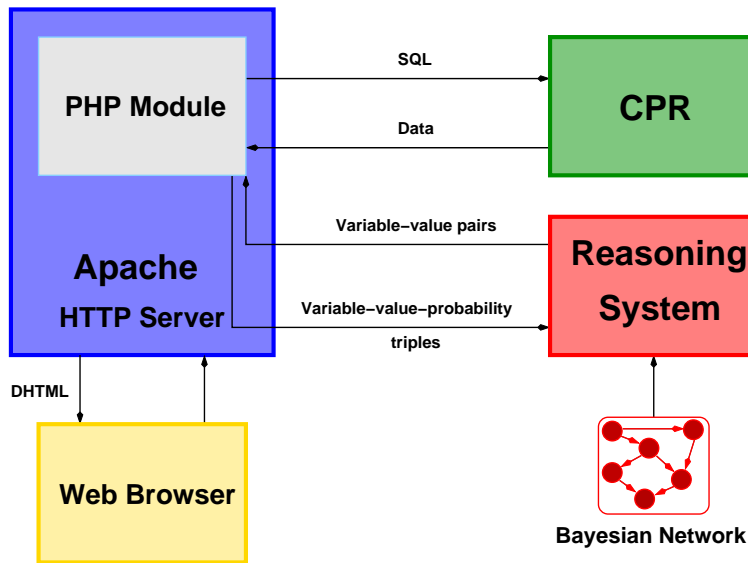 SQL
PHP Module
CPR
Data
Variable−value pairs
Reasoning
System
Apache
HTTP Server
Variable−value−probability
triples
DHTML
Web Browser
Bayesian Network